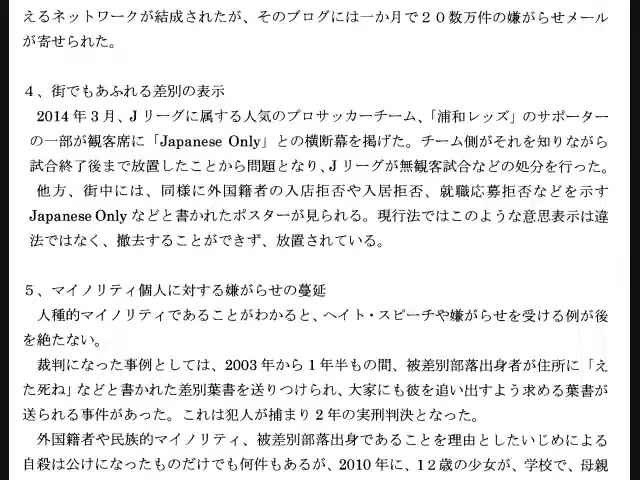 えるネットワークが結成されたが、そのブログには一か月で２０数万件の嫌がらせメール
が寄せられた。
４、街でもあふれる差別の表示
2014 年 3 月、J リーグに属する人気のプロサッカーチーム、「浦和レッズ」のサポーター
の一部が観客席に「Japanese Only」との横断幕を掲げた。チーム側がそれを知りながら
試合終了後まで放置したことから問題となり、J リーグが無観客試合などの処分を行った。
他方、街中には、同様に外国籍者の入店拒否や入居拒否、就職応募拒否などを示す
Japanese Only などと書かれたポスターが見られる。現行法ではこのような意思表示は違
法ではなく、撤去することができず、放置されている。
５、マイノリティ個人に対する嫌がらせの蔓延
人種的マイノリティであることがわかると、ヘイト・スピーチや嫌がらせを受ける例が後
を絶たない。
裁判になった事例としては、2003 年から 1 年半もの間、被差別部落出身者が住所に「え
た死ね」などと書かれた差別葉書を送りつけられ、大家にも彼を追い出すよう求める葉書が
送られる事件があった。これは犯人が捕まり 2 年の実刑判決となった。
外国籍者や民族的マイノリティ、被差別部落出身であることを理由としたいじめによる
自殺は公けになったものだけでも何件もあるが、2010 年に、１２歳の少女が、学校で、母親